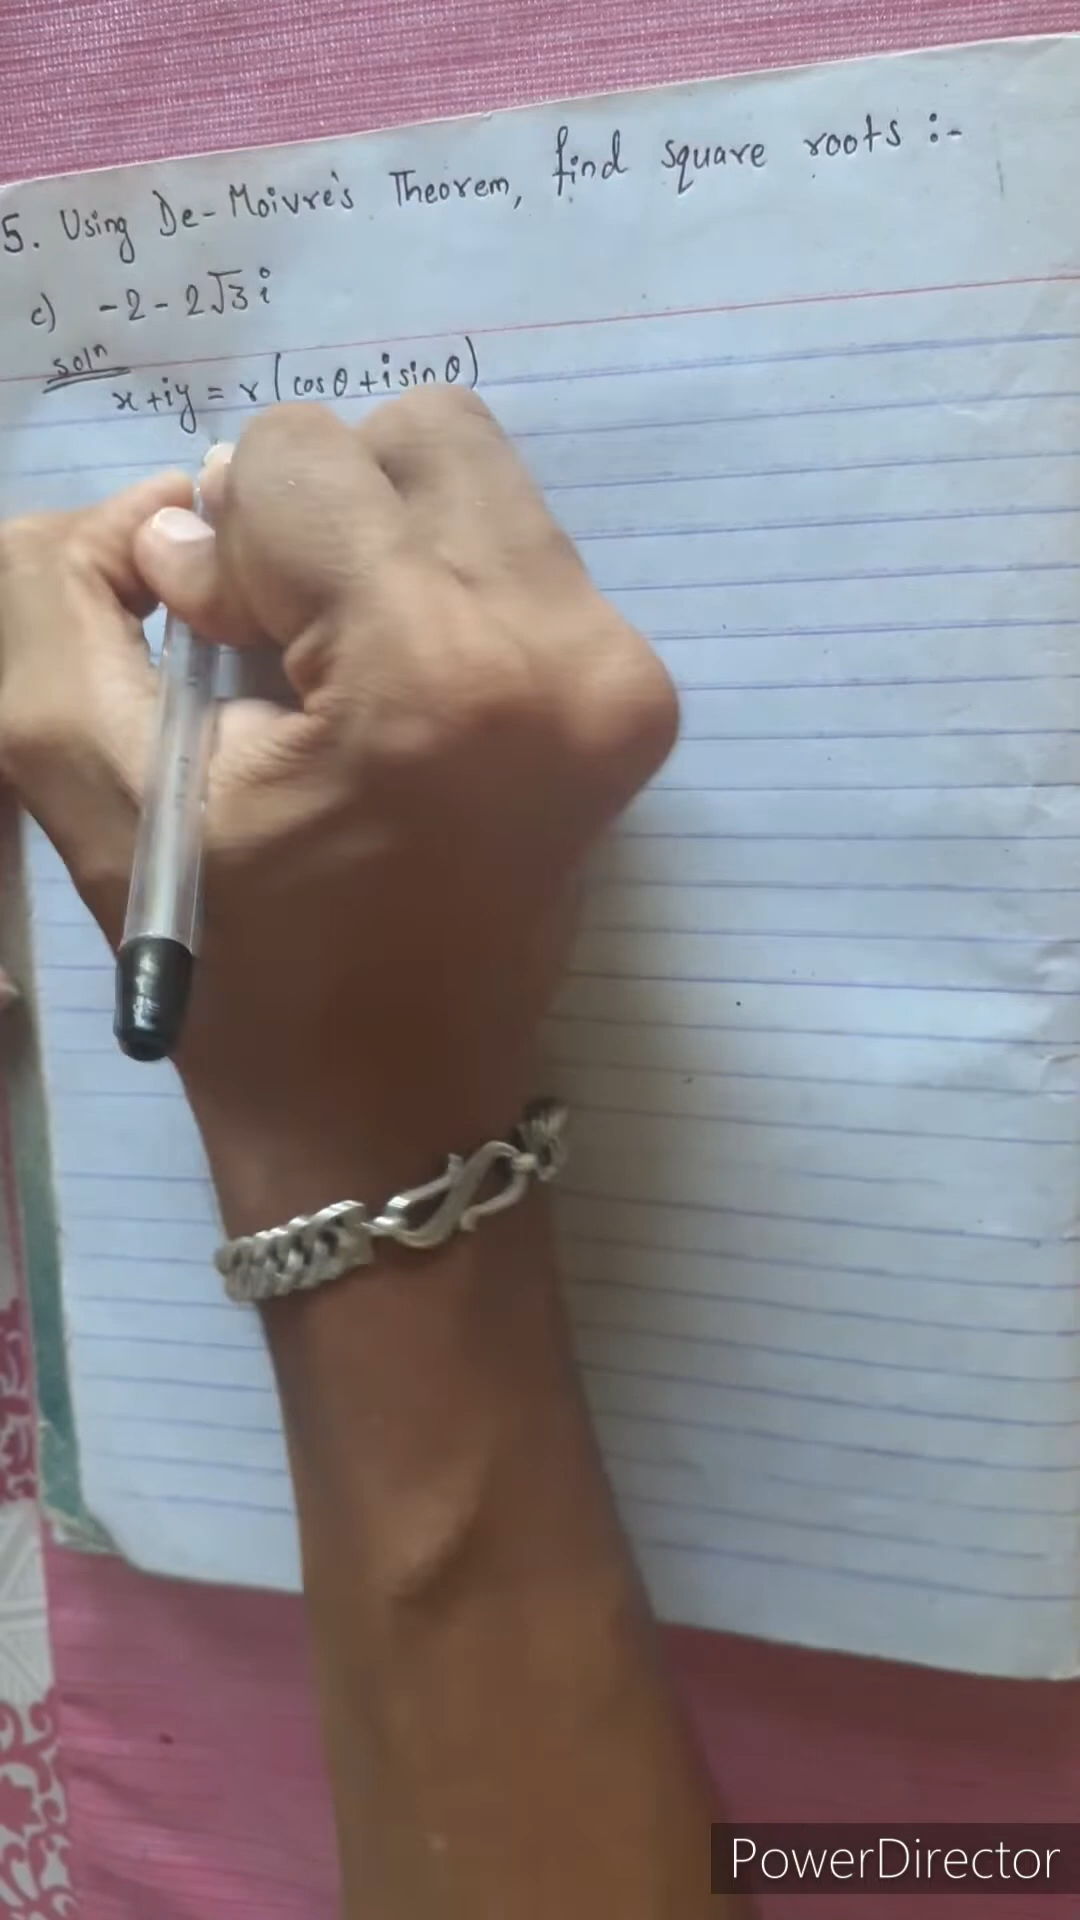 5. Using De-Moivre's Theorem, find square roots :-
c) -2 - 2√3 i
Solⁿ
x + iy = r (cos θ + i sin θ)
PowerDirector